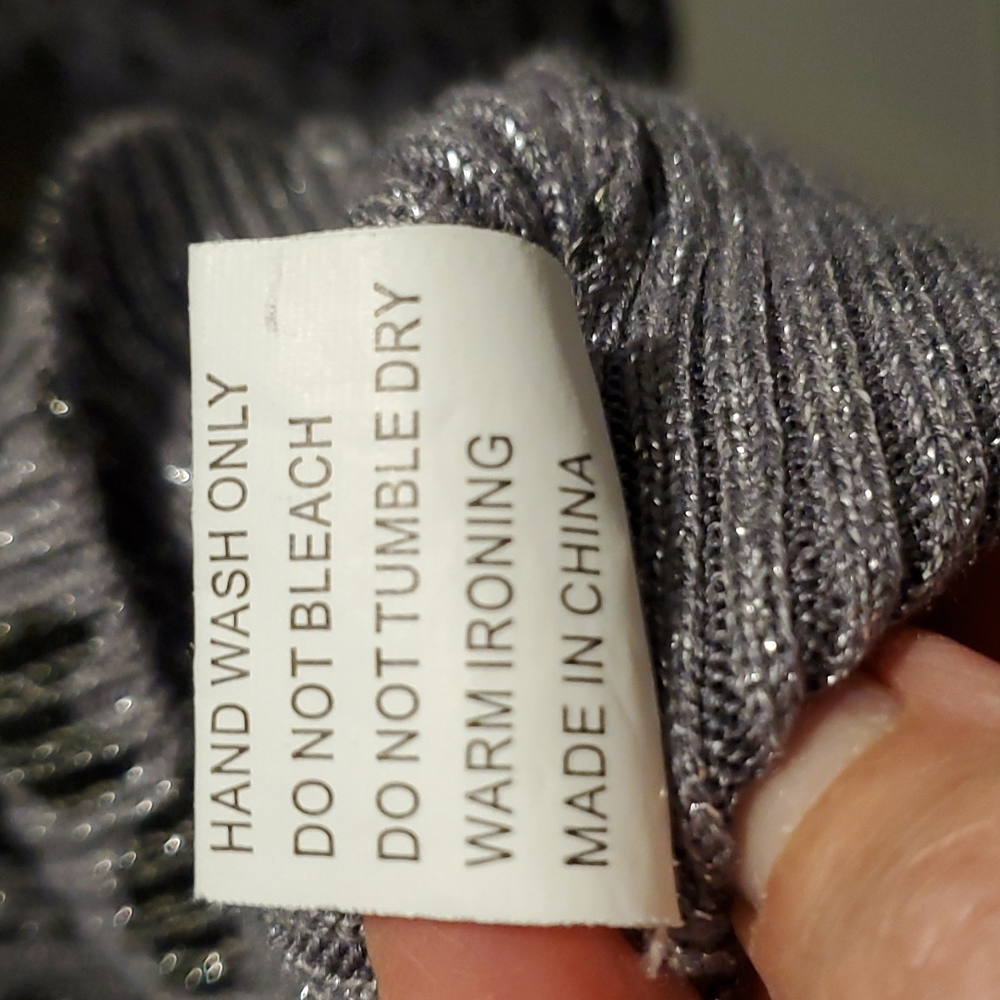 HAND WASH ONLY
DO NOT BLEACH
DO NOT TUMBLE DRY
WARM IRONING
MADE IN CHINA